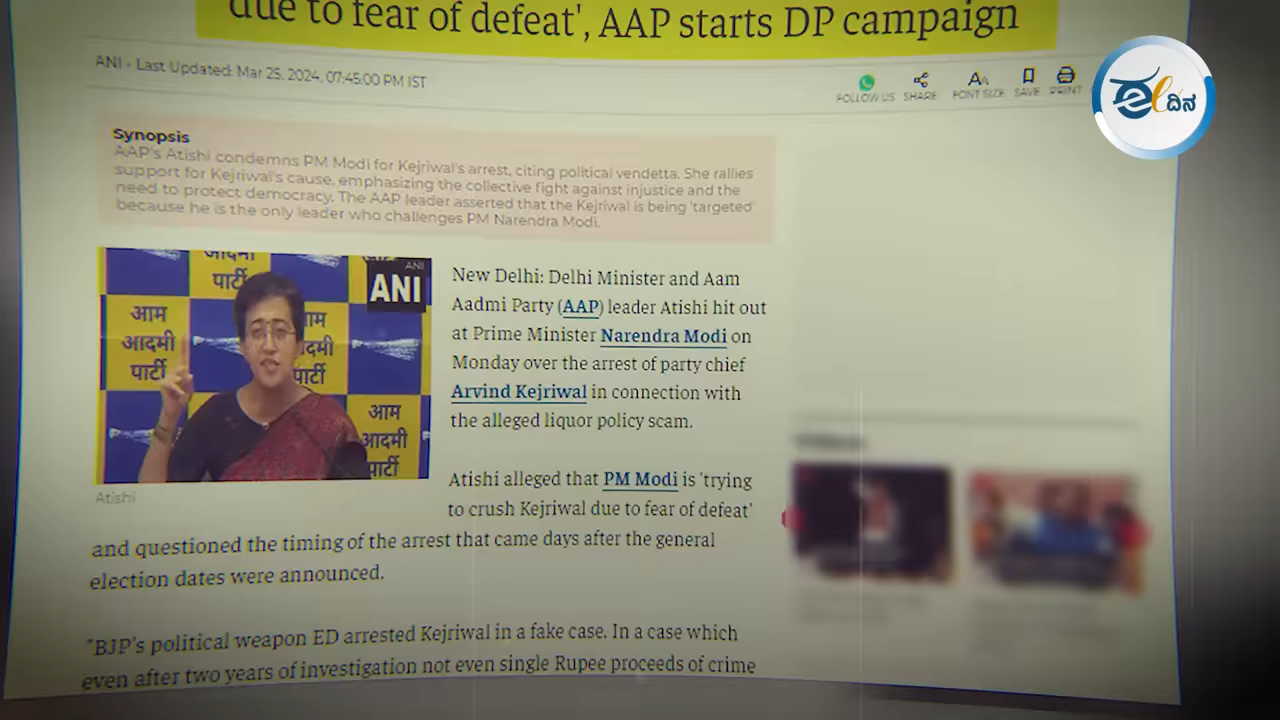 due to fear of defeat', AAP starts DP campaign
ANI • Last Updated: Mar 25, 2024, 07:45:00 PM IST
FOLLOW US SHARE FONT SIZE SAVE PRINT
ಈ ದಿನ
Synopsis
AAP's Atishi condemns PM Modi for Kejriwal's arrest, citing political vendetta. She rallies
support for Kejriwal's cause, emphasizing the collective fight against injustice and the
need to protect democracy. The AAP leader asserted that the Kejriwal is being 'targeted'
because he is the only leader who challenges PM Narendra Modi.
ANI
ANI
आदमी
पार्टी
आम
आदमी
पार्टी
आम
आदमी
पार्टी
Atishi
New Delhi: Delhi Minister and Aam
Aadmi Party (AAP) leader Atishi hit out
at Prime Minister Narendra Modi on
Monday over the arrest of party chief
Arvind Kejriwal in connection with
the alleged liquor policy scam.
Atishi alleged that PM Modi is 'trying
to crush Kejriwal due to fear of defeat'
and questioned the timing of the arrest that came days after the general
election dates were announced.
"BJP's political weapon ED arrested Kejriwal in a fake case. In a case which
even after two years of investigation not even single Rupee proceeds of crime